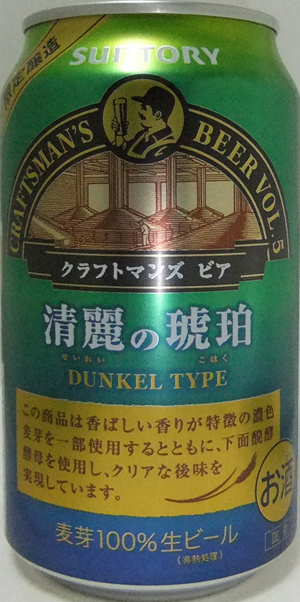 限定醸造
SUNTORY
CRAFTSMAN'S BEER VOL.5
クラフトマンズ ビア
清麗の琥珀
せいれい こはく
DUNKEL TYPE
この商品は香ばしい香りが特徴の濃色
麦芽を一部使用するとともに、下面醗酵
酵母を使用し、クリアな後味を
実現しています。
お酒
麦芽100%生ビール
(非熱処理)